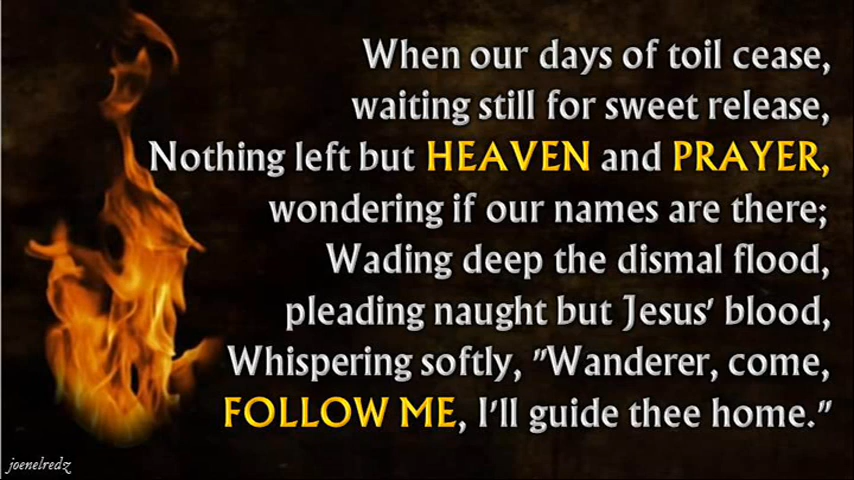 When our days of toil cease,
waiting still for sweet release,
Nothing left but HEAVEN and PRAYER,
wondering if our names are there;
Wading deep the dismal flood,
pleading naught but Jesus' blood,
Whispering softly, "Wanderer, come,
FOLLOW ME, I'll guide thee home."
joenelredz